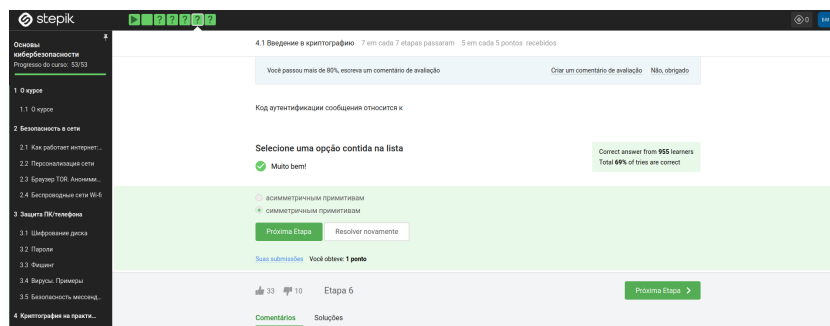 stepik
0
4.1 Введение в криптографию 7 em cada 7 etapas passaram 5 em cada 5 pontos recebidos
Основы кибербезопасности
Progresso do curso: 53/53
1 О курсе
1.1 О курсе
2 Безопасность в сети
2.1 Как работает интернет:...
2.2 Персонализация сети
2.3 Браузер TOR. Аноними...
2.4 Беспроводные сети Wi-fi
3 Защита ПК/телефона
3.1 Шифрование диска
3.2 Пароли
3.3 Фишинг
3.4 Вирусы. Примеры
3.5 Безопасность мессенд...
4 Криптография на практи...
Você passou mais de 80%, escreva um comentário de avaliação
Criar um comentário de avaliação Não, obrigado
Код аутентификации сообщения относится к
Selecione uma opção contida na lista
Muito bem!
Correct answer from 955 learners
Total 69% of tries are correct
асимметричным примитивам
симметричным примитивам
Próxima Etapa Resolver novamente
Suas submissões Você obteve: 1 ponto
33 10 Etapa 6 Próxima Etapa
Comentários Soluções